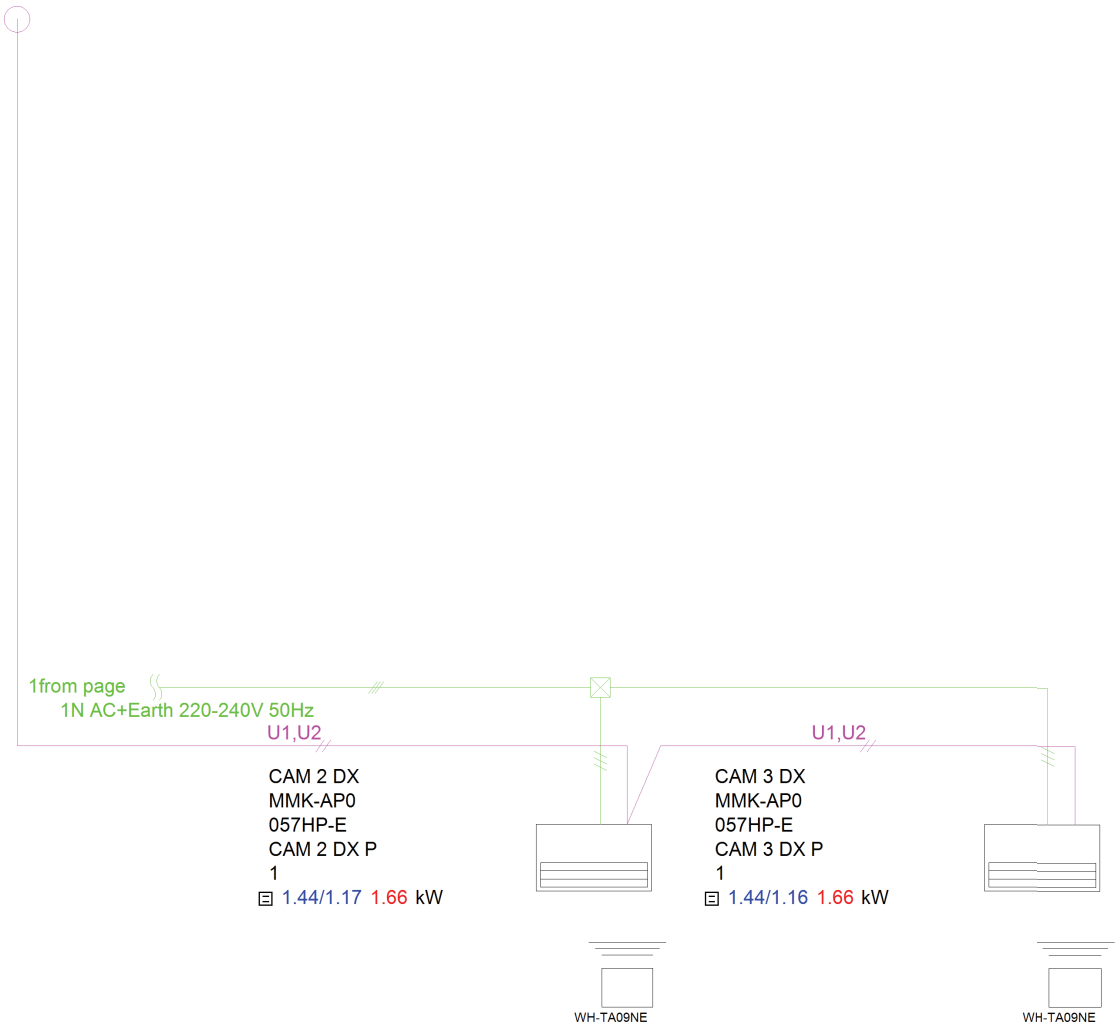 1from page
1N AC+Earth 220-240V 50Hz
U1,U2
U1,U2
CAM 2 DX
MMK-AP0
057HP-E
CAM 2 DX P
1
1.44/1.17 1.66 kW
CAM 3 DX
MMK-AP0
057HP-E
CAM 3 DX P
1
1.44/1.16 1.66 kW
WH-TA09NE
WH-TA09NE